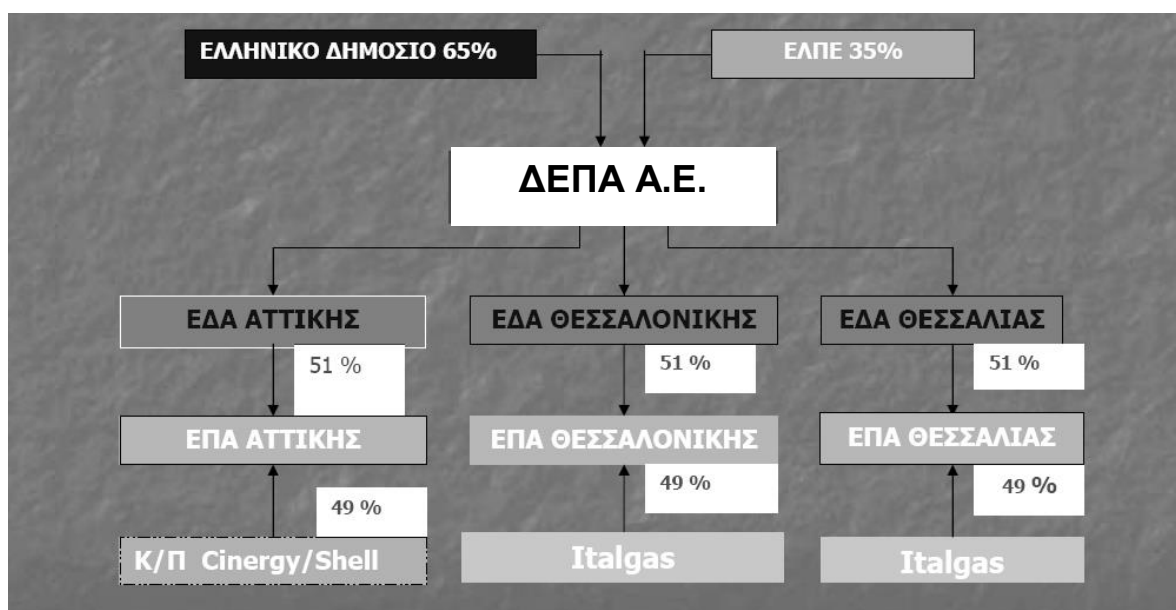 ΕΛΛΗΝΙΚΟ ΔΗΜΟΣΙΟ 65%
ΕΛΠΕ 35%
ΔΕΠΑ Α.Ε.
ΕΔΑ ΑΤΤΙΚΗΣ
ΕΔΑ ΘΕΣΣΑΛΟΝΙΚΗΣ
ΕΔΑ ΘΕΣΣΑΛΙΑΣ
51 %
51 %
51 %
ΕΠΑ ΑΤΤΙΚΗΣ
ΕΠΑ ΘΕΣΣΑΛΟΝΙΚΗΣ
ΕΠΑ ΘΕΣΣΑΛΙΑΣ
49 %
49 %
49 %
Κ/Π Cinergy/Shell
Italgas
Italgas